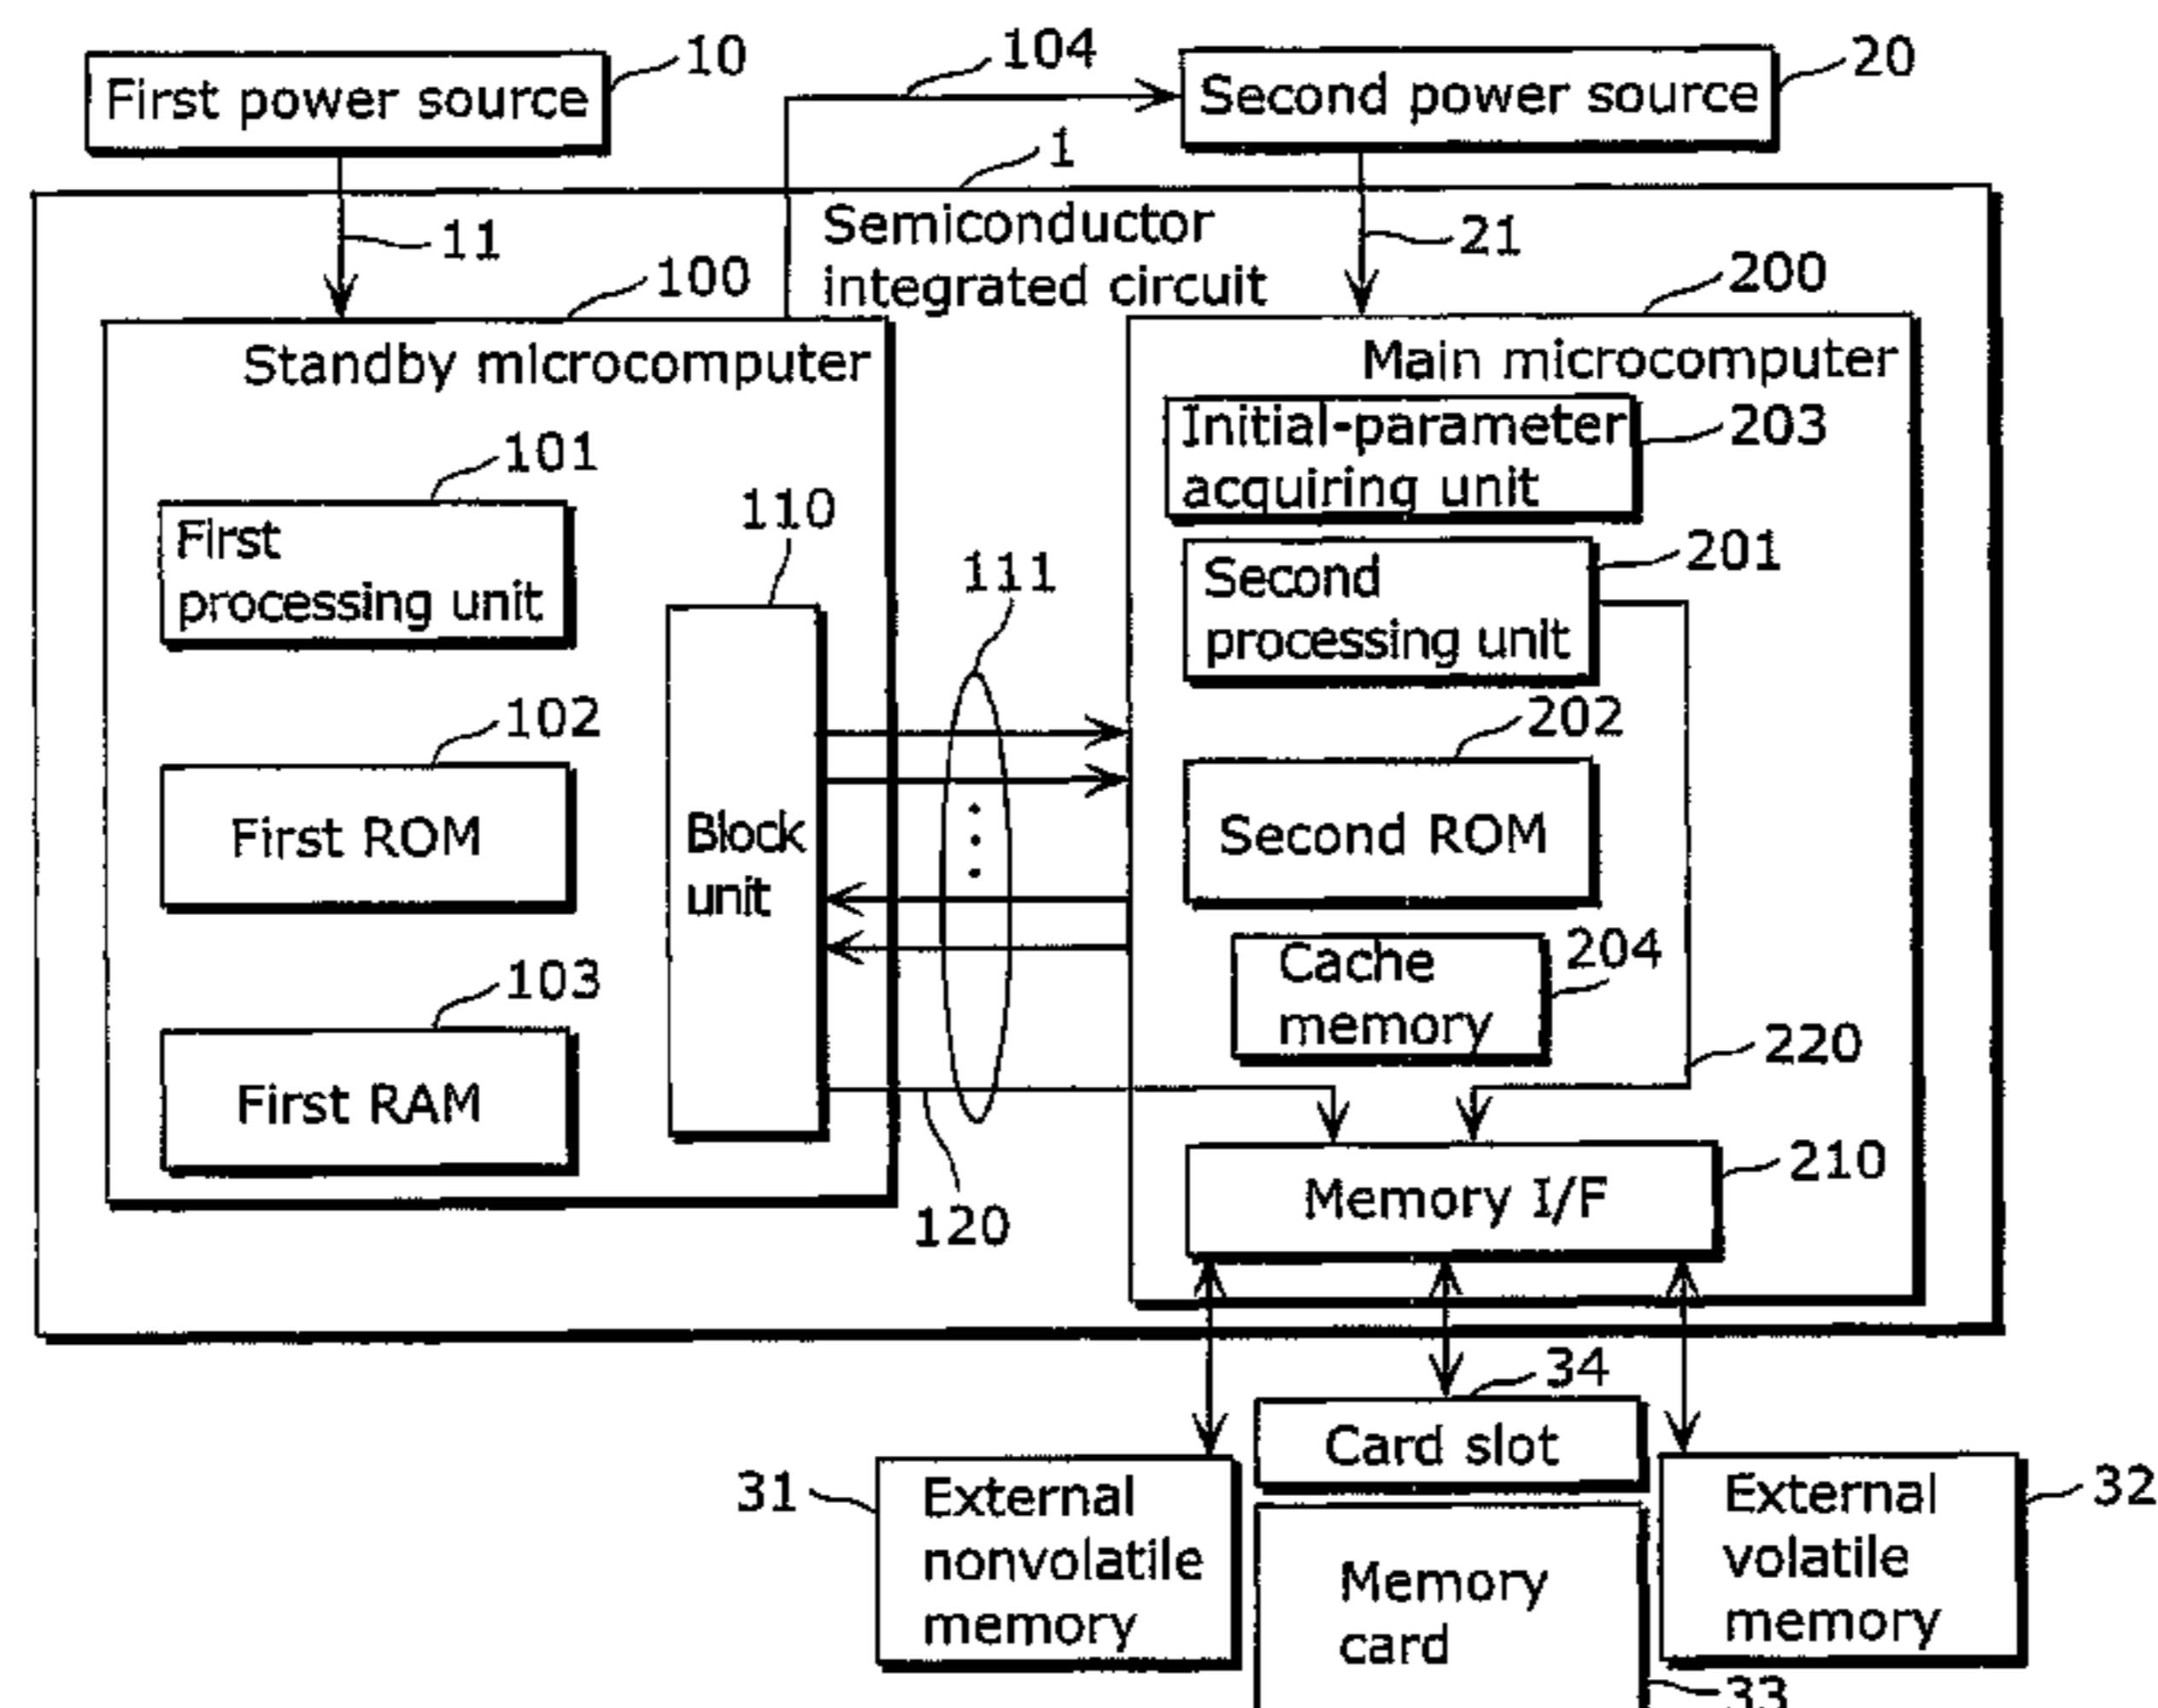 First power source
10
104
Second power source
20
1
11
Semiconductor
integrated circuit
21
100
200
Standby microcomputer
Main microcomputer
Initial-parameter
acquiring unit
203
101
First
processing unit
110
111
Second
processing unit
201
102
First ROM
Block
unit
202
Second ROM
103
First RAM
Cache
memory
204
220
120
Memory I/F
210
34
Card slot
31
External
nonvolatile
memory
Memory
card
33
External
volatile
memory
32